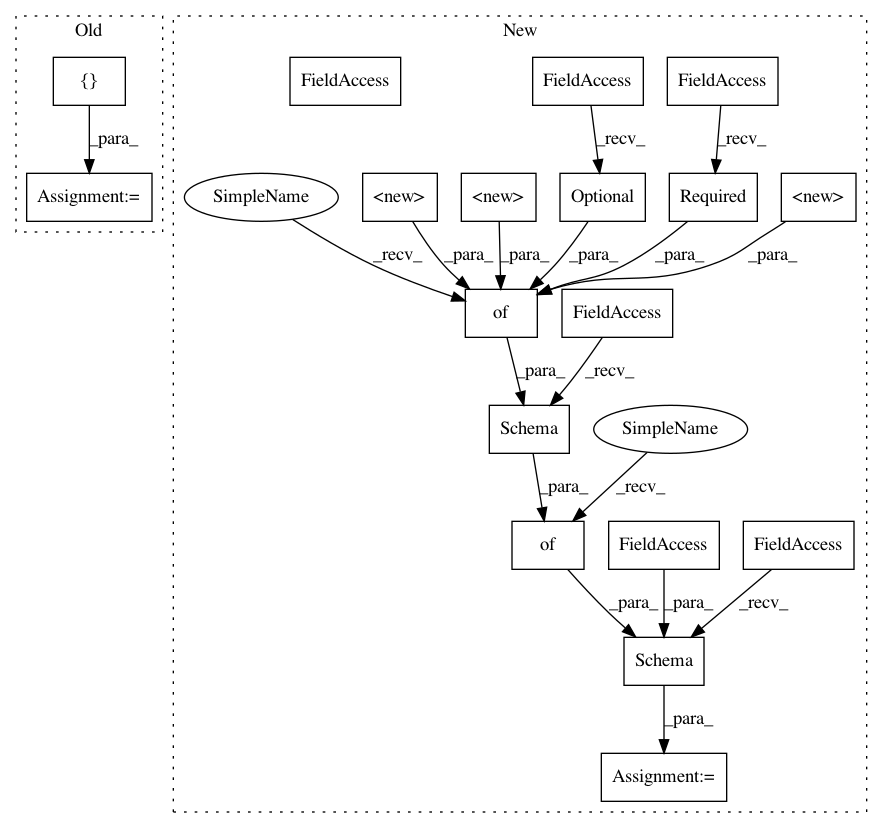 Old
New
{}
FieldAccess
FieldAccess
FieldAccess
_para_
_recv_
_recv_
Assignment:=
SimpleName
<new>
<new>
Optional
Required
<new>
_recv_
_para_
_para_
_para_
_para_
_para_
of
FieldAccess
_para_
_recv_
Schema
SimpleName
_para_
_recv_
of
FieldAccess
FieldAccess
_para_
_para_
_recv_
Schema
_para_
Assignment:=